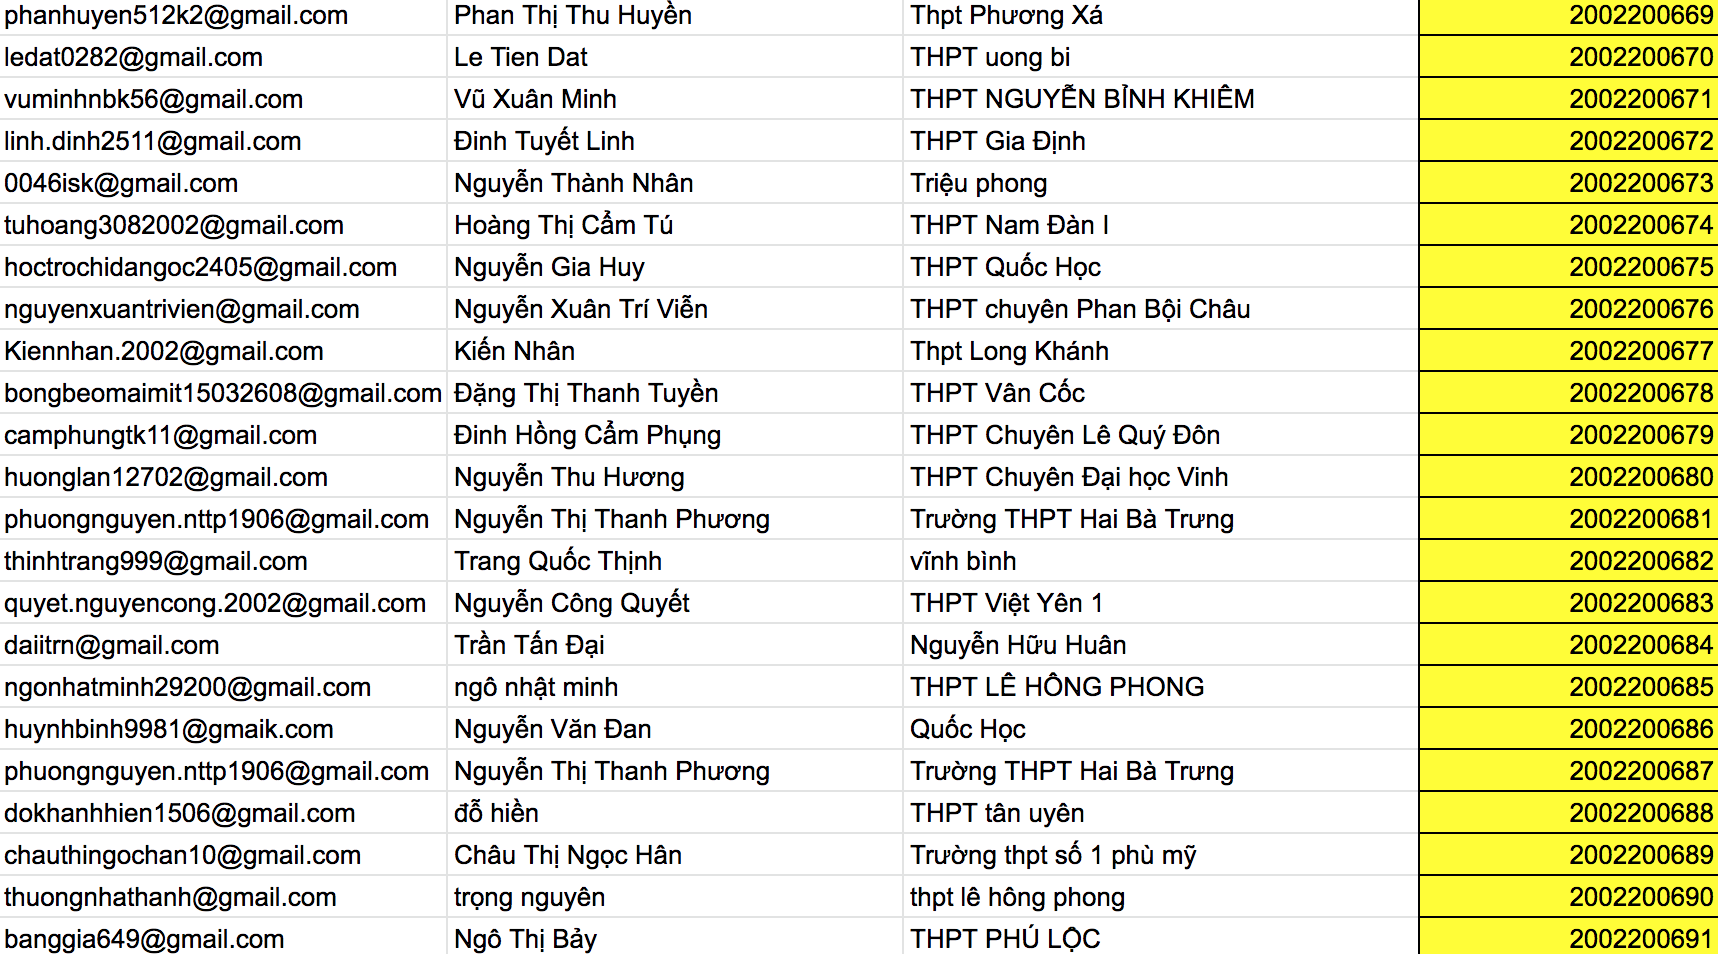 phanhuyen512k2@gmail.com Phan Thị Thu Huyền Thpt Phương Xá 2002200669
ledat0282@gmail.com Le Tien Dat THPT uong bi 2002200670
vuminhnbk56@gmail.com Vũ Xuân Minh THPT NGUYỄN BỈNH KHIÊM 2002200671
linh.dinh2511@gmail.com Đinh Tuyết Linh THPT Gia Định 2002200672
0046isk@gmail.com Nguyễn Thành Nhân Triệu phong 2002200673
tuhoang3082002@gmail.com Hoàng Thị Cẩm Tú THPT Nam Đàn I 2002200674
hoctrochidangoc2405@gmail.com Nguyễn Gia Huy THPT Quốc Học 2002200675
nguyenxuantrivien@gmail.com Nguyễn Xuân Trí Viễn THPT chuyên Phan Bội Châu 2002200676
Kiennhan.2002@gmail.com Kiến Nhân Thpt Long Khánh 2002200677
bongbeomaimit15032608@gmail.com Đặng Thị Thanh Tuyền THPT Vân Cốc 2002200678
camphungtk11@gmail.com Đinh Hồng Cẩm Phụng THPT Chuyên Lê Quý Đôn 2002200679
huonglan12702@gmail.com Nguyễn Thu Hương THPT Chuyên Đại học Vinh 2002200680
phuongnguyen.nttp1906@gmail.com Nguyễn Thị Thanh Phương Trường THPT Hai Bà Trưng 2002200681
thinhtrang999@gmail.com Trang Quốc Thịnh vĩnh bình 2002200682
quyet.nguyencong.2002@gmail.com Nguyễn Công Quyết THPT Việt Yên 1 2002200683
daiitrn@gmail.com Trần Tấn Đại Nguyễn Hữu Huân 2002200684
ngonhatminh29200@gmail.com ngô nhật minh THPT LÊ HỒNG PHONG 2002200685
huynhbinh9981@gmaik.com Nguyễn Văn Đan Quốc Học 2002200686
phuongnguyen.nttp1906@gmail.com Nguyễn Thị Thanh Phương Trường THPT Hai Bà Trưng 2002200687
dokhanhhien1506@gmail.com đỗ hiền THPT tân uyên 2002200688
chauthingochan10@gmail.com Châu Thị Ngọc Hân Trường thpt số 1 phù mỹ 2002200689
thuongnhathanh@gmail.com trọng nguyên thpt lê hông phong 2002200690
banggia649@gmail.com Ngô Thị Bảy THPT PHÚ LỘC 2002200691